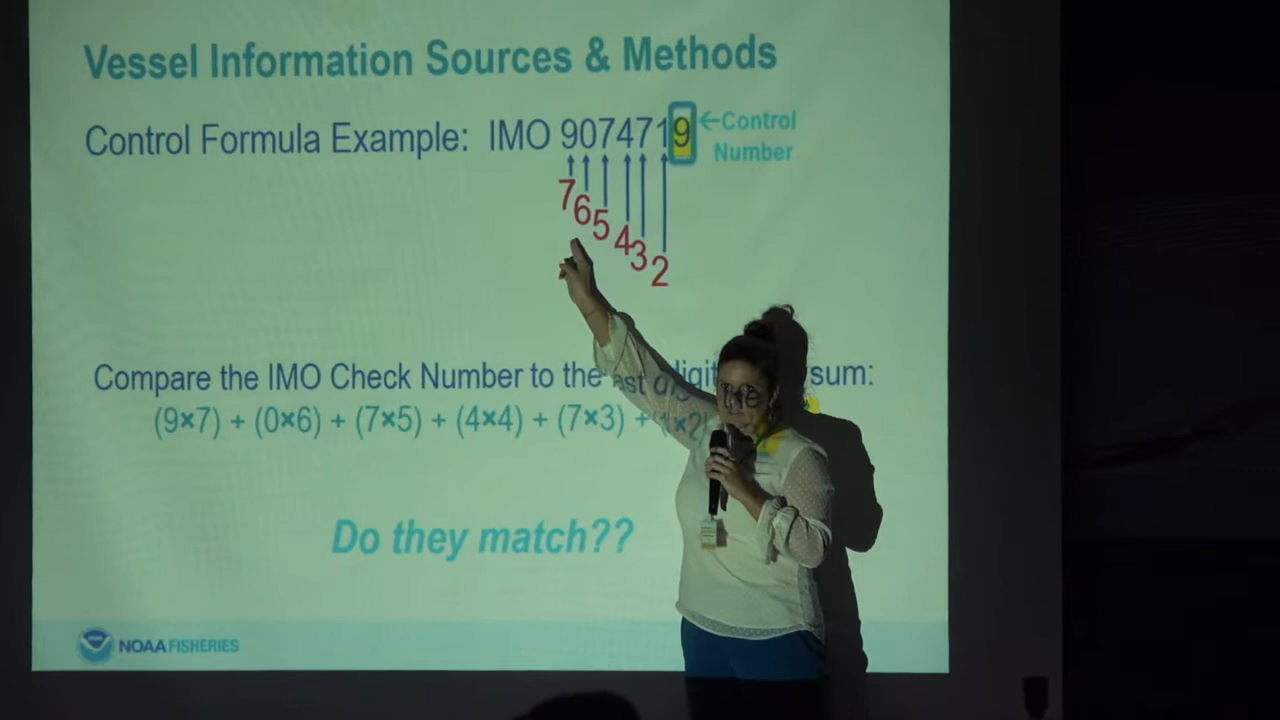 Vessel Information Sources & Methods
Control Formula Example: IMO 9074719 ←Control
Number
7
6
5
4
3
2
Compare the IMO Check Number to the last digit sum:
(9×7) + (0×6) + (7×5) + (4×4) + (7×3) + (1×2)
Do they match??
NOAA FISHERIES